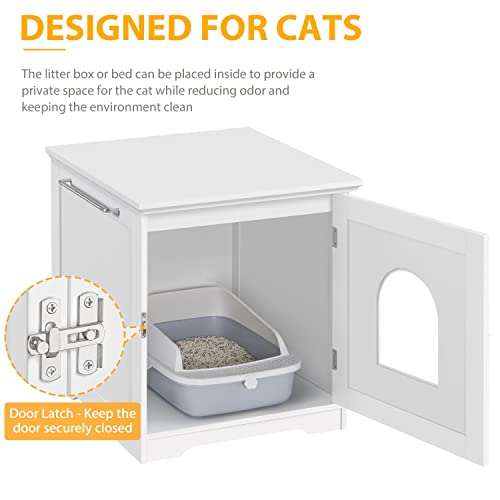 DESIGNED FOR CATS
The litter box or bed can be placed inside to provide a
private space for the cat while reducing odor and
keeping the environment clean
Door Latch - Keep the
door securely closed